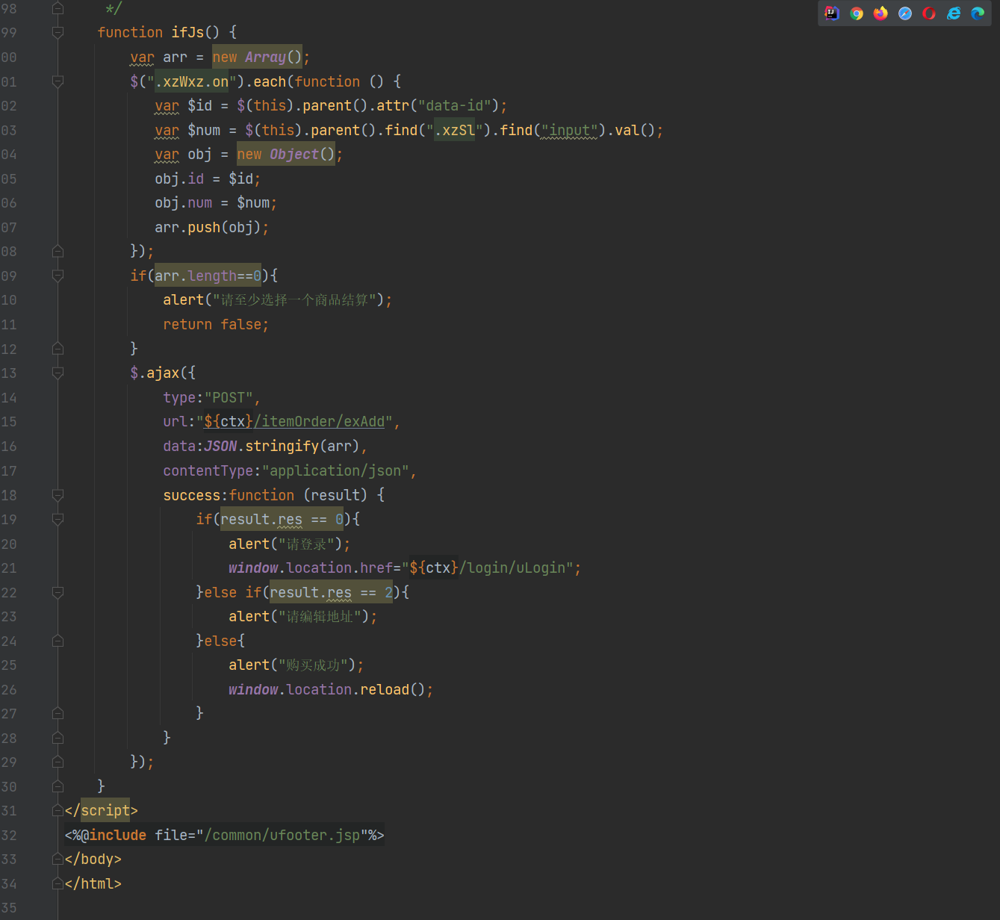 98 */
99 function ifJs() {
00 var arr = new Array();
01 $(".xzWxz.on").each(function () {
02 var $id = $(this).parent().attr("data-id");
03 var $num = $(this).parent().find(".xzSl").find("input").val();
04 var obj = new Object();
05 obj.id = $id;
06 obj.num = $num;
07 arr.push(obj);
08 });
09 if(arr.length==0){
10 alert("请至少选择一个商品结算");
11 return false;
12 }
13 $.ajax({
14 type:"POST",
15 url:"${ctx}/itemOrder/exAdd",
16 data:JSON.stringify(arr),
17 contentType:"application/json",
18 success:function (result) {
19 if(result.res == 0){
20 alert("请登录");
21 window.location.href="${ctx}/login/uLogin";
22 }else if(result.res == 2){
23 alert("请编辑地址");
24 }else{
25 alert("购买成功");
26 window.location.reload();
27 }
28 }
29 });
30 }
31 </script>
32 <%@include file="/common/ufooter.jsp"%>
33 </body>
34 </html>
35